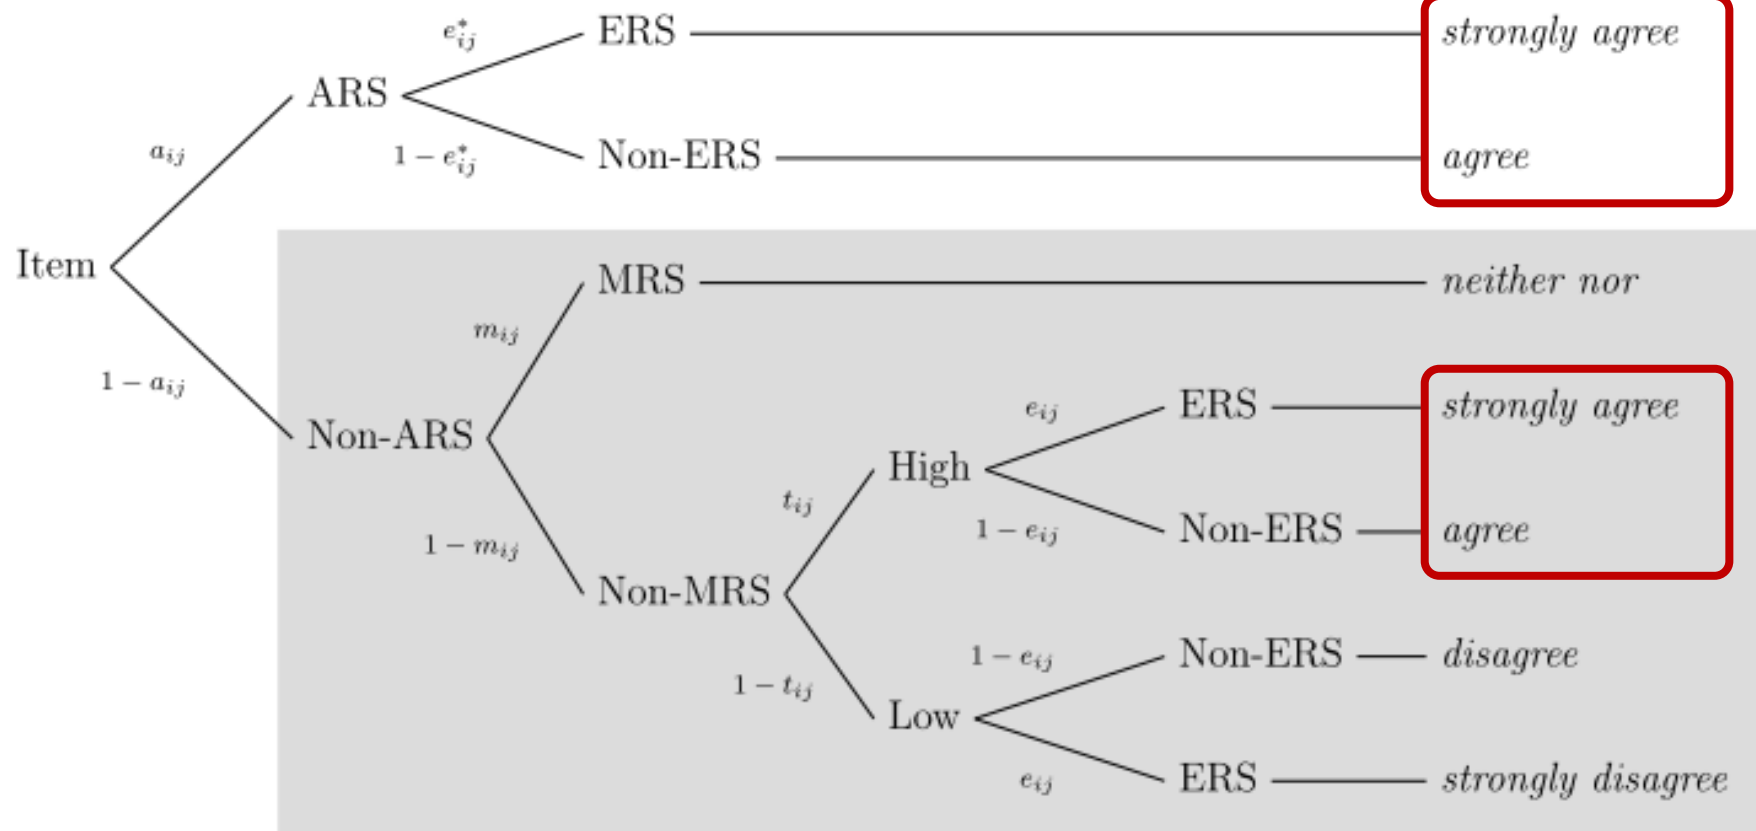 e*ij ERS strongly agree
ARS
aij 1 − e*ij Non-ERS agree
Item
MRS neither nor
mij
1 − aij
eij ERS strongly agree
Non-ARS
High
tij
1 − eij Non-ERS agree
1 − mij
Non-MRS
1 − eij Non-ERS disagree
1 − tij
Low
eij ERS strongly disagree